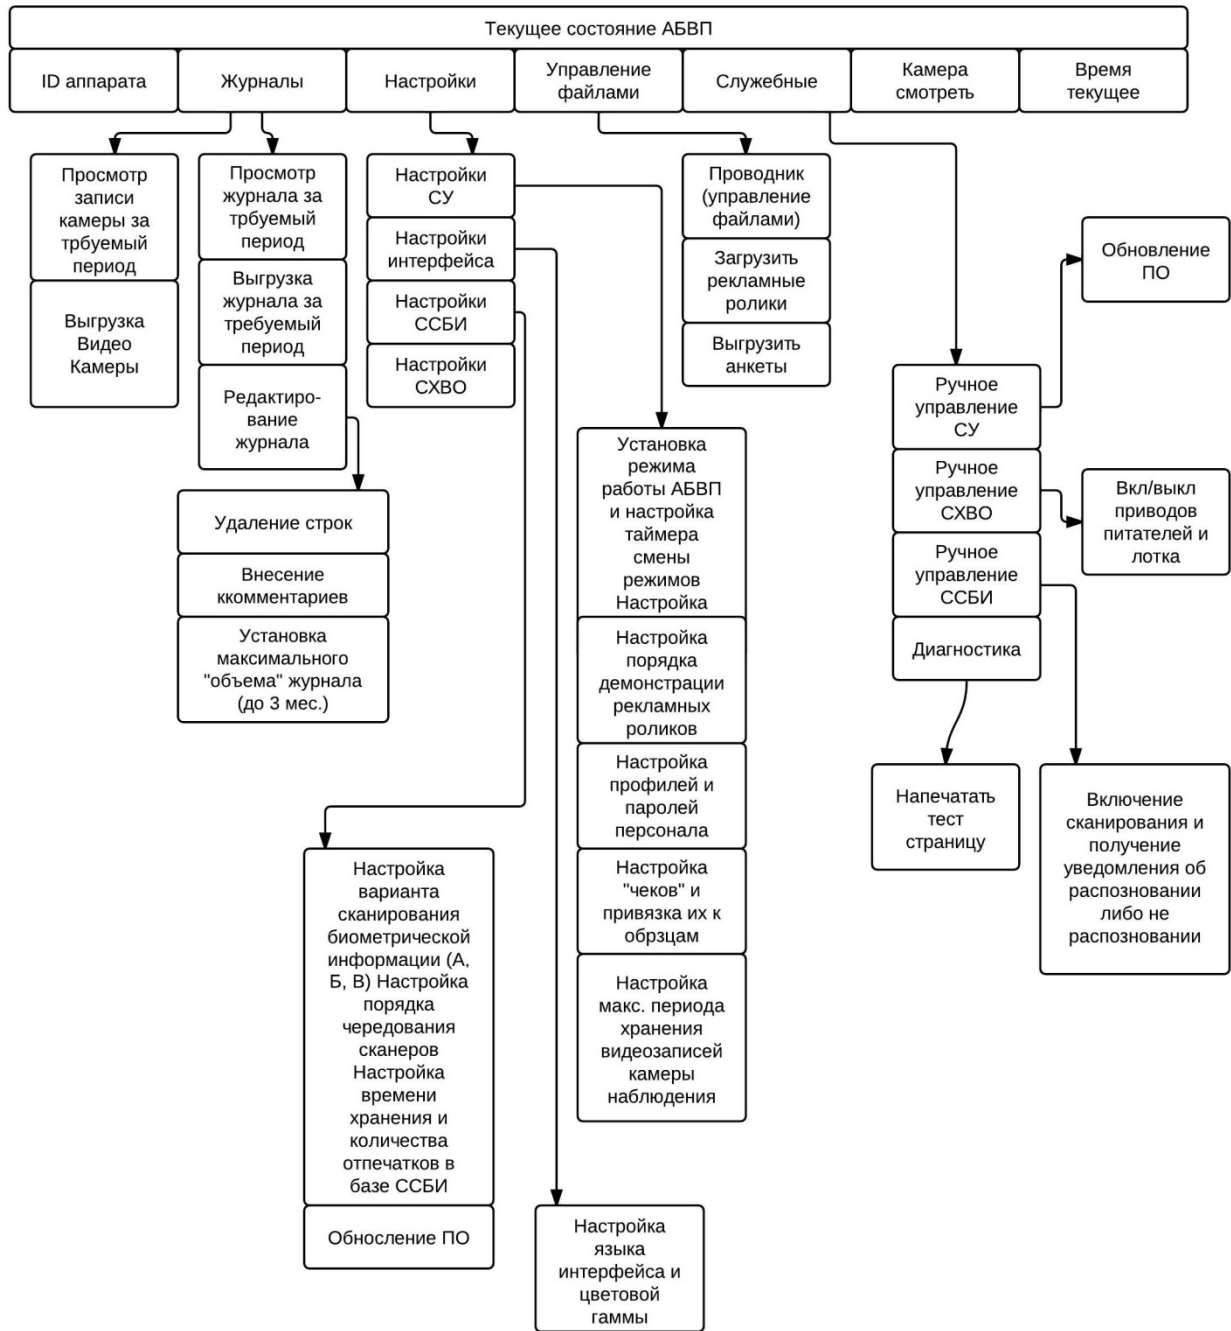 Текущее состояние АБВП
ID аппарата
Журналы
Настройки
Управление
файлами
Служебные
Камера
смотреть
Время
текущее
Просмотр
записи
камеры за
трбуемый
период
Выгрузка
Видео
Камеры
Просмотр
журнала за
трбуемый
период
Выгрузка
журнала за
требуемый
период
Редактиро-
вание
журнала
Удаление строк
Внесение
ккомментариев
Установка
максимального
"объема" журнала
(до 3 мес.)
Настройки
СУ
Настройки
интерфейса
Настройки
ССБИ
Настройки
СХВО
Настройка
варианта
сканирования
биометрической
информации (А,
Б, В) Настройка
порядка
чередования
сканеров
Настройка
времени
хранения и
количества
отпечатков в
базе ССБИ
Обносление ПО
Установка
режима
работы АБВП
и настройка
таймера
смены
режимов
Настройка
Настройка
порядка
демонстрации
рекламных
роликов
Настройка
профилей и
паролей
персонала
Настройка
"чеков" и
привязка их к
обрзцам
Настройка
макс. периода
хранения
видеозаписей
камеры
наблюдения
Настройка
языка
интерфейса и
цветовой
гаммы
Проводник
(управление
файлами)
Загрузить
рекламные
ролики
Выгрузить
анкеты
Ручное
управление
СУ
Ручное
управление
СХВО
Ручное
управление
ССБИ
Диагностика
Обновление
ПО
Вкл/выкл
приводов
питателей и
лотка
Напечатать
тест
страницу
Включение
сканирования и
получение
уведомления об
распозновании
либо не
распозновании